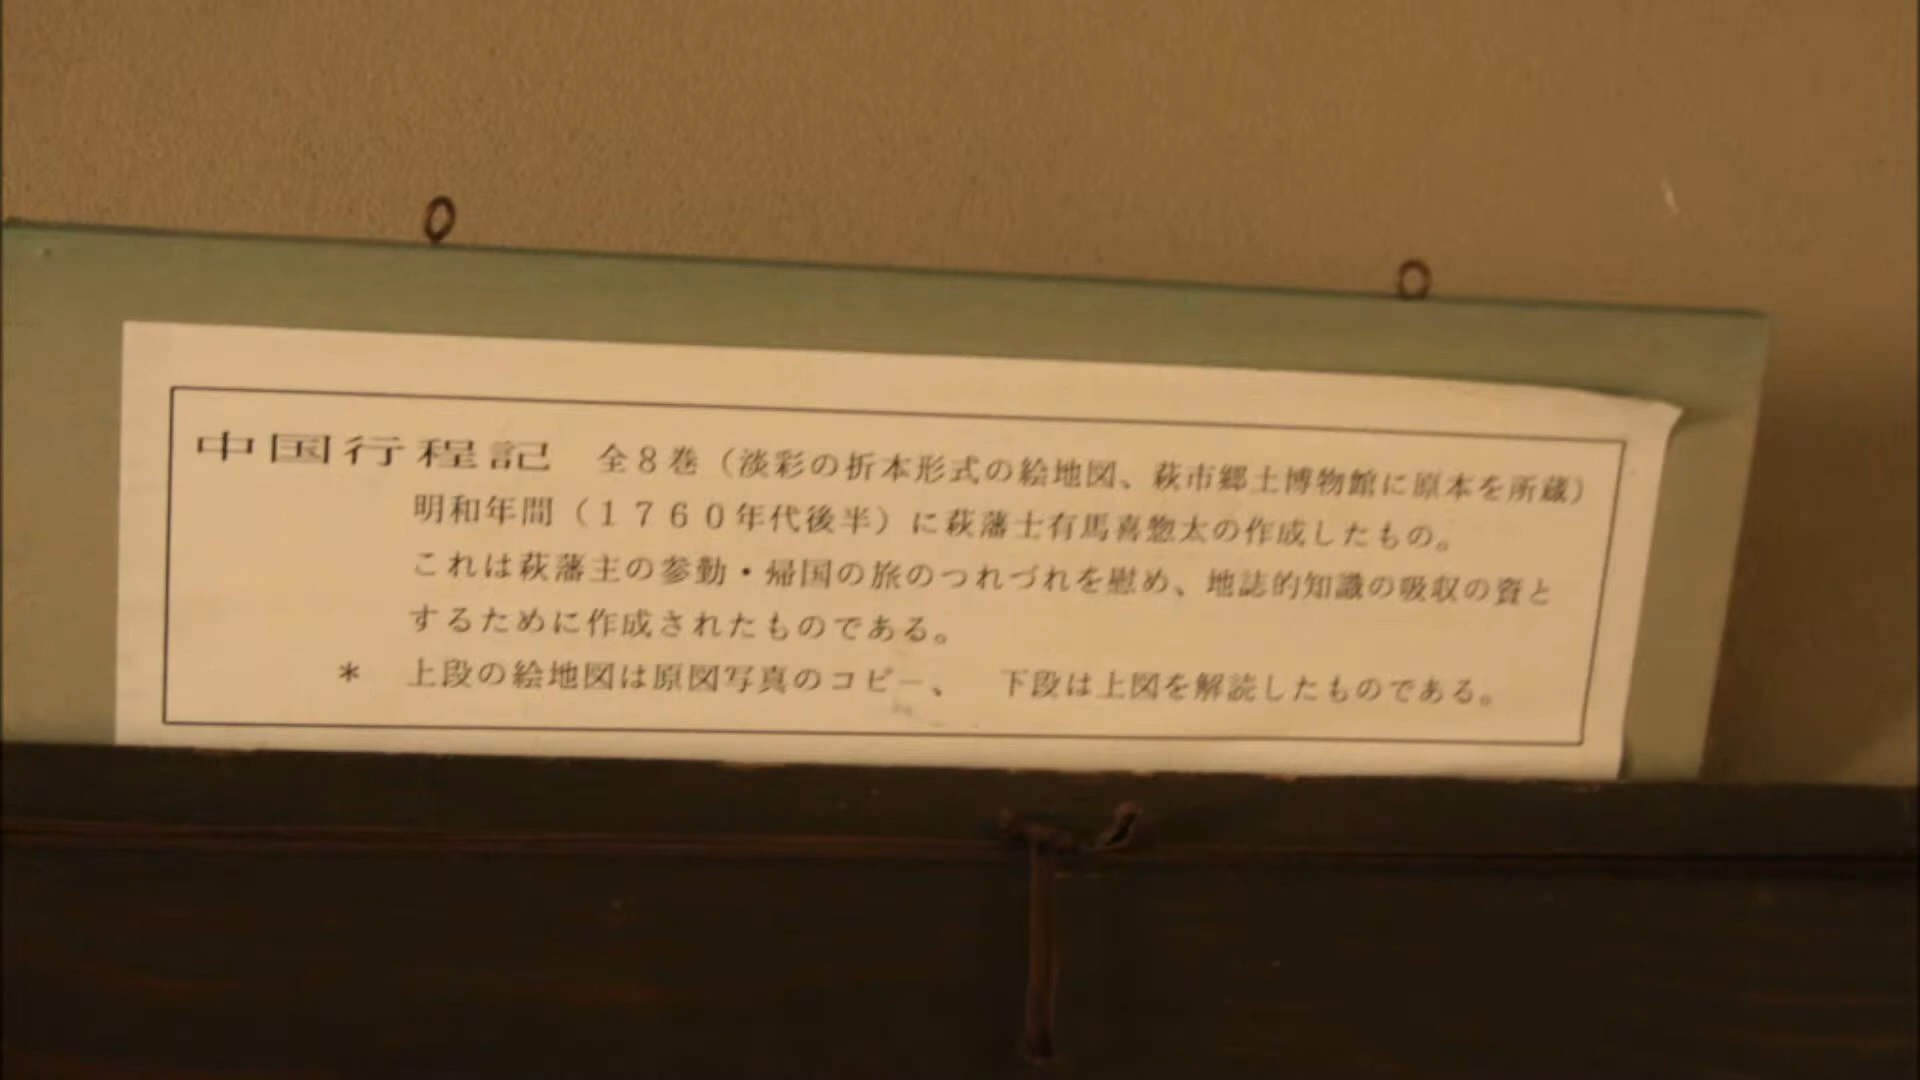 中国行程記　全8巻（淡彩の折本形式の絵地図、萩市郷土博物館に原本を所蔵）
明和年間（1760年代後半）に萩藩士有馬喜惣太の作成したもの。
これは萩藩主の参勤・帰国の旅のつれづれを慰め、地誌的知識の吸収の資と
するために作成されたものである。
＊　上段の絵地図は原図写真のコピー、　下段は上図を解読したものである。